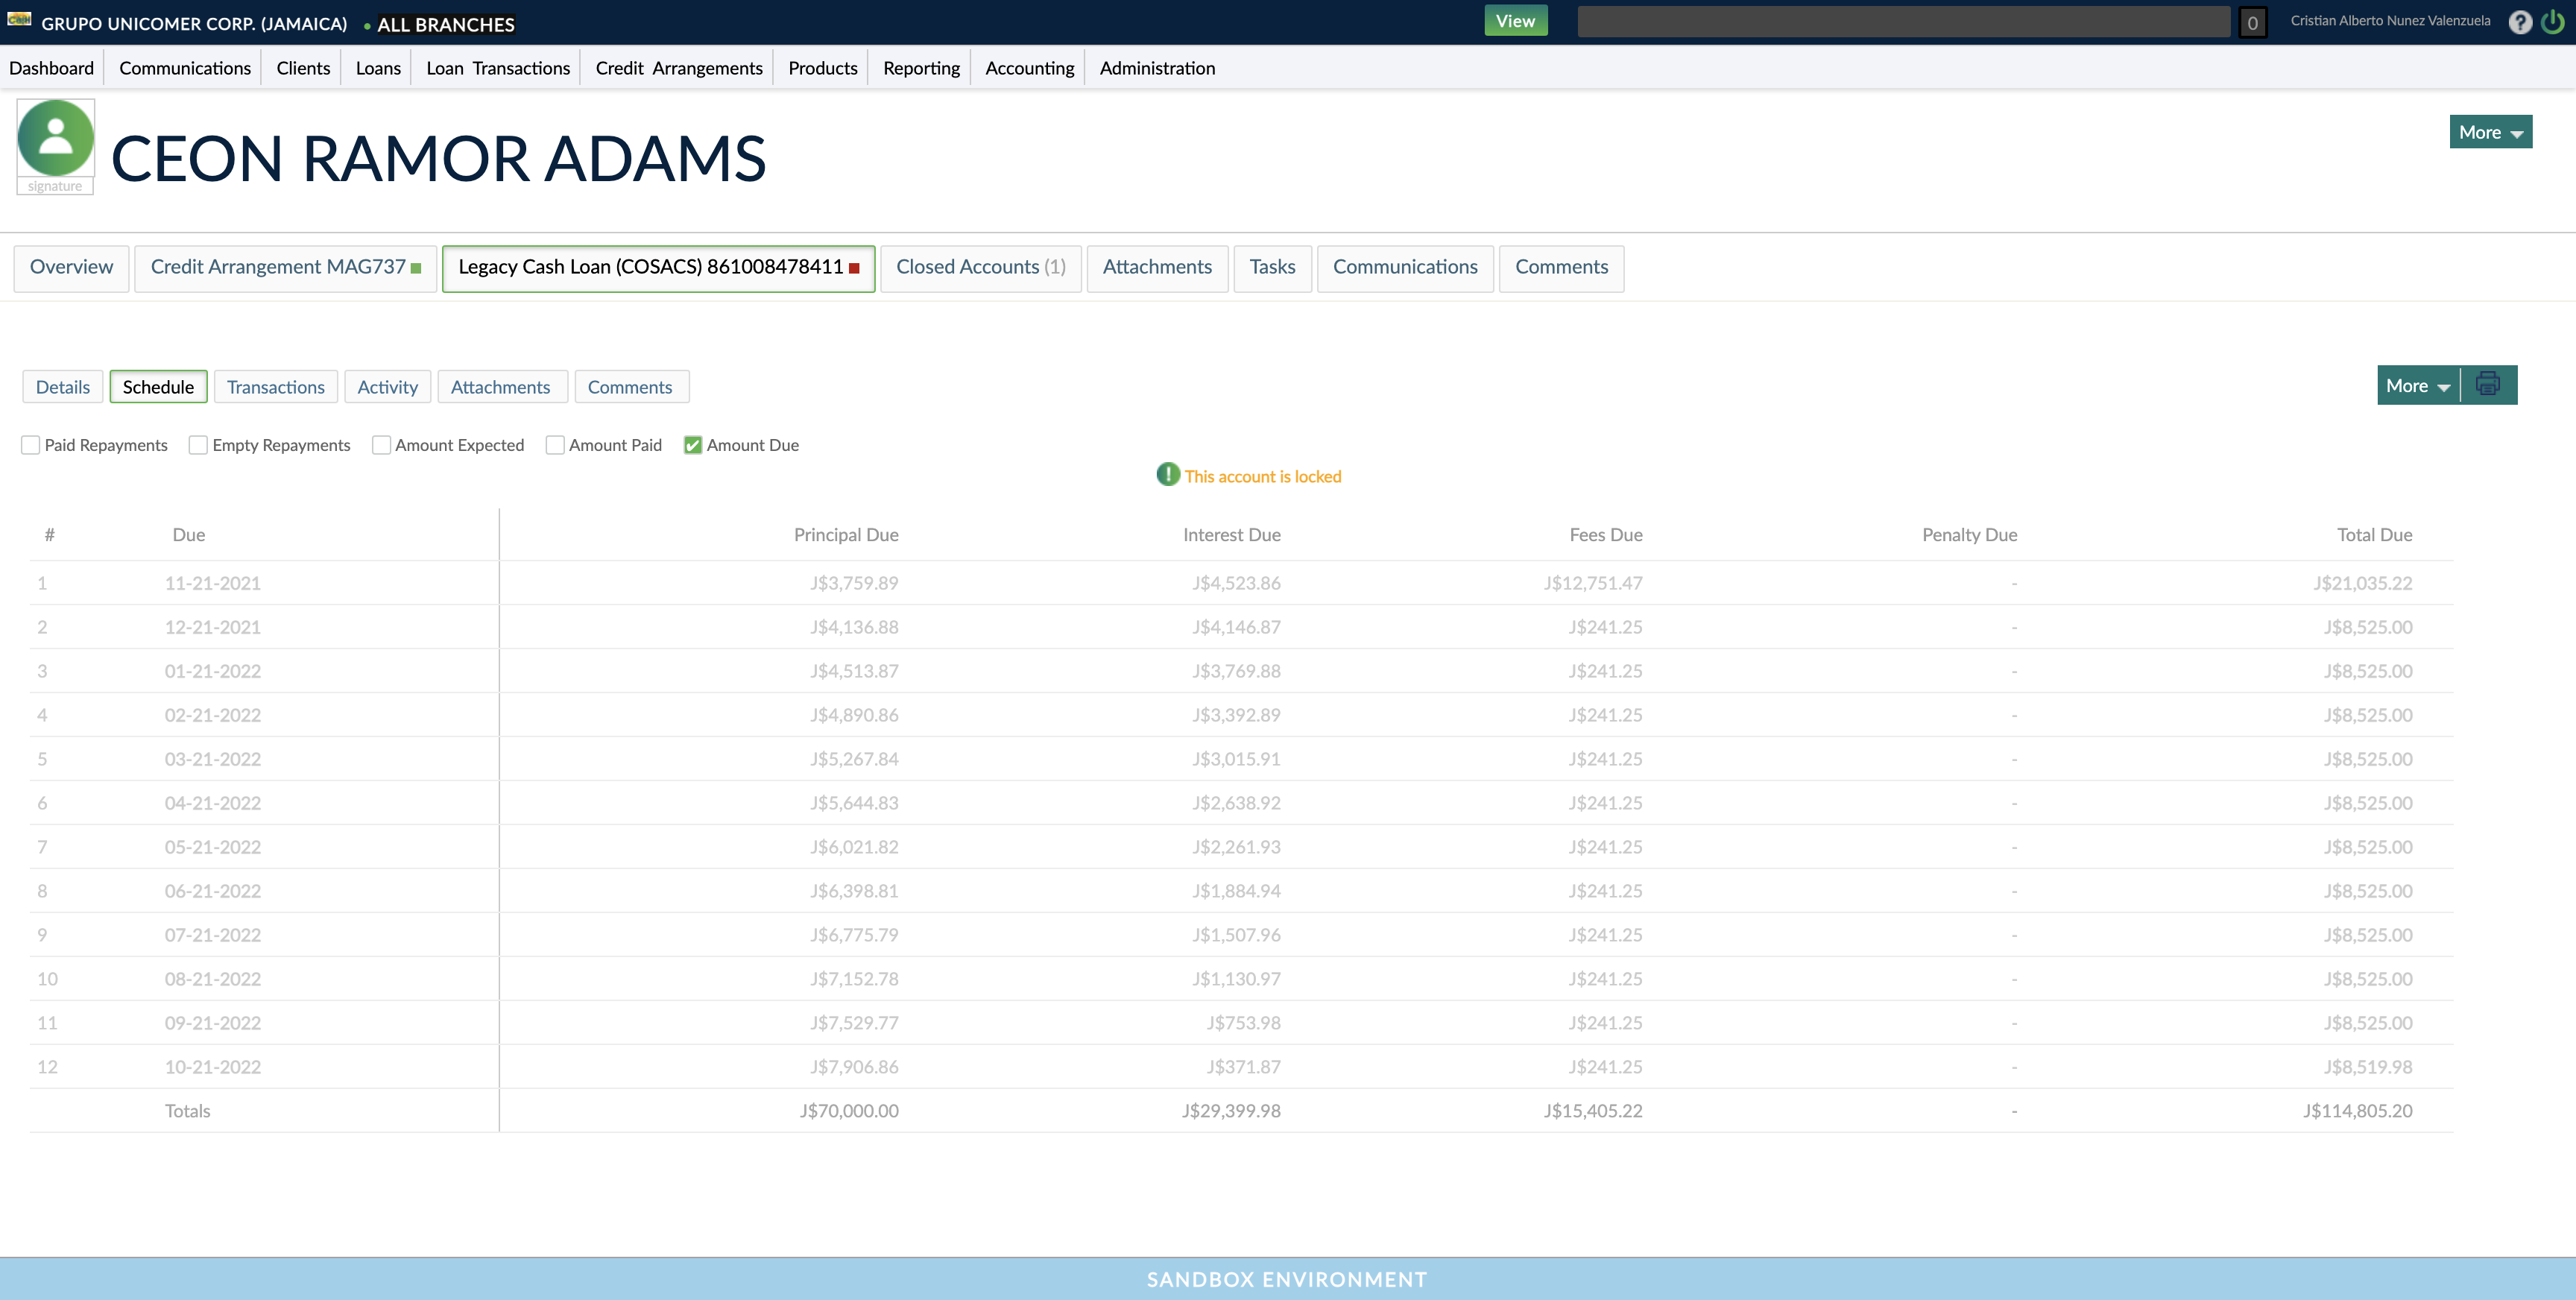 GRUPO UNICOMER CORP. (JAMAICA) • ALL BRANCHES View 0 Cristian Alberto Nunez Valenzuela ?
Dashboard Communications Clients Loans Loan Transactions Credit Arrangements Products Reporting Accounting Administration
CEON RAMOR ADAMS More
signature
Overview Credit Arrangement MAG737 Legacy Cash Loan (COSACS) 861008478411 Closed Accounts (1) Attachments Tasks Communications Comments
Details Schedule Transactions Activity Attachments Comments More
Paid Repayments Empty Repayments Amount Expected Amount Paid Amount Due
! This account is locked
# Due Principal Due Interest Due Fees Due Penalty Due Total Due
1 11-21-2021 J$3,759.89 J$4,523.86 J$12,751.47 - J$21,035.22
2 12-21-2021 J$4,136.88 J$4,146.87 J$241.25 - J$8,525.00
3 01-21-2022 J$4,513.87 J$3,769.88 J$241.25 - J$8,525.00
4 02-21-2022 J$4,890.86 J$3,392.89 J$241.25 - J$8,525.00
5 03-21-2022 J$5,267.84 J$3,015.91 J$241.25 - J$8,525.00
6 04-21-2022 J$5,644.83 J$2,638.92 J$241.25 - J$8,525.00
7 05-21-2022 J$6,021.82 J$2,261.93 J$241.25 - J$8,525.00
8 06-21-2022 J$6,398.81 J$1,884.94 J$241.25 - J$8,525.00
9 07-21-2022 J$6,775.79 J$1,507.96 J$241.25 - J$8,525.00
10 08-21-2022 J$7,152.78 J$1,130.97 J$241.25 - J$8,525.00
11 09-21-2022 J$7,529.77 J$753.98 J$241.25 - J$8,525.00
12 10-21-2022 J$7,906.86 J$371.87 J$241.25 - J$8,519.98
Totals J$70,000.00 J$29,399.98 J$15,405.22 - J$114,805.20
SANDBOX ENVIRONMENT